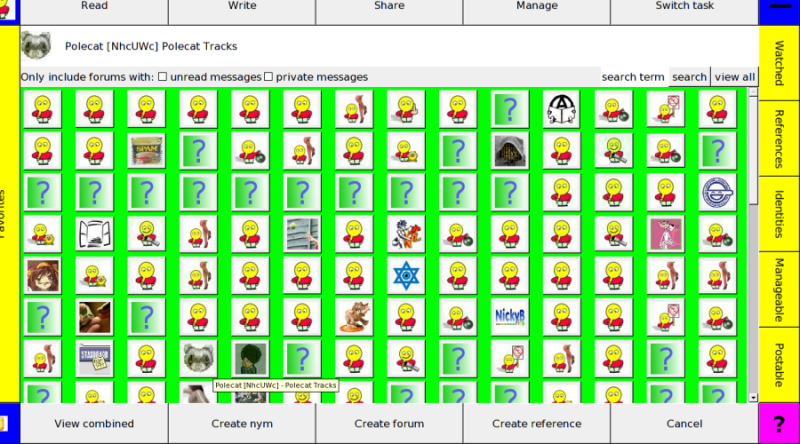 Read Write Share Manage Switch task
Polecat [NhcUWc] Polecat Tracks
Only include forums with: unread messages private messages search term search view all
Watched
References
Identities
Manageable
Postable
Favorites
?
SPAM
NickyB
Polecat [NhcUWc] - Polecat Tracks
View combined Create nym Create forum Create reference Cancel
?